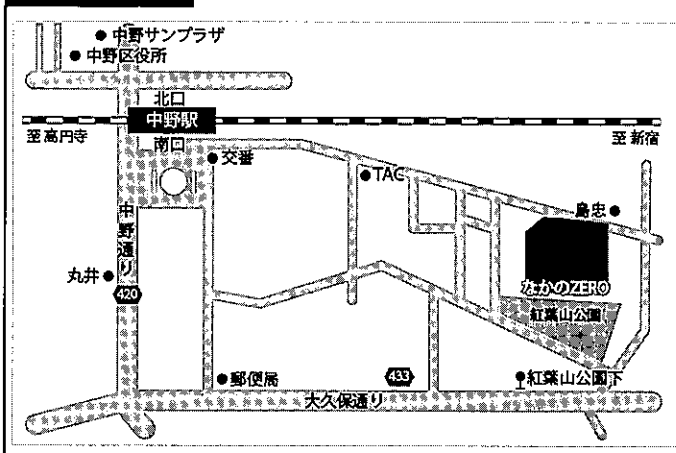 中野サンプラザ
中野区役所
北口
中野駅
至高円寺
至新宿
南口
交番
TAC
島忠
中野通り
丸井
420
なかのZERO
紅葉山公園
郵便局
433
紅葉山公園下
大久保通り